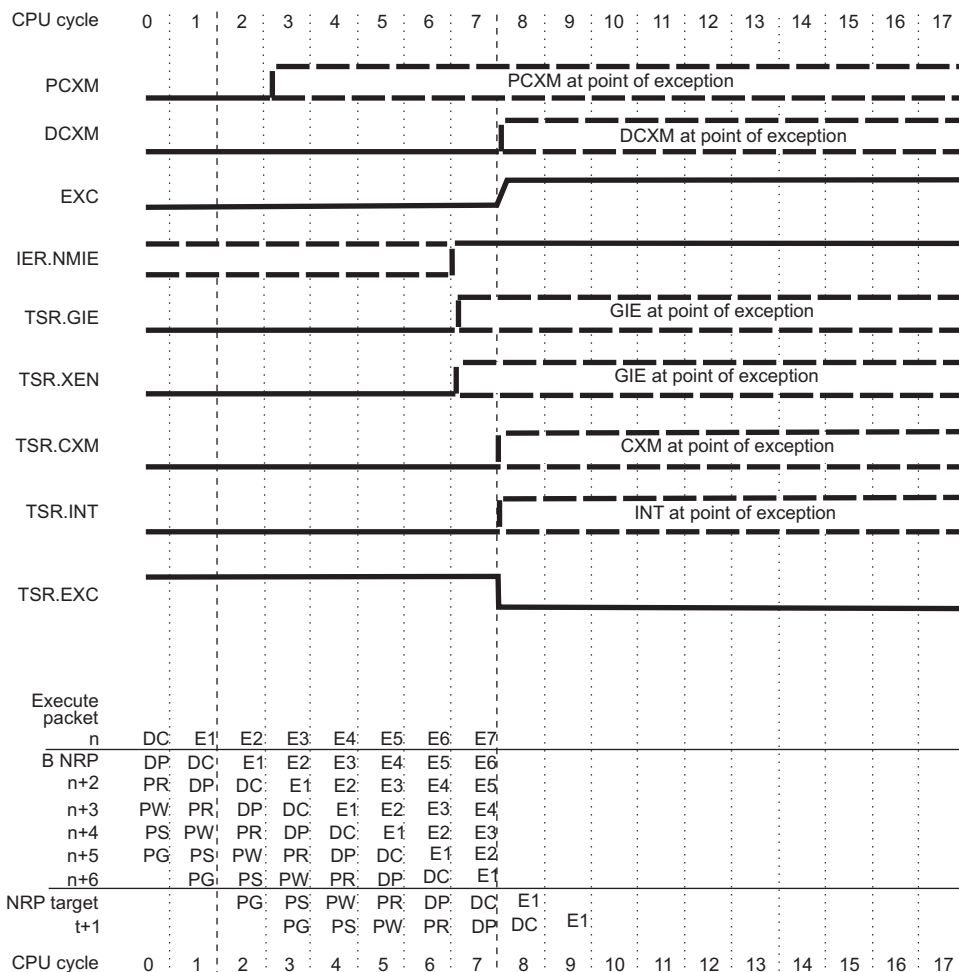 CPU cycle 0 1 2 3 4 5 6 7 8 9 10 11 12 13 14 15 16 17
PCXM PCXM at point of exception
DCXM DCXM at point of exception
EXC
IER.NMIE
TSR.GIE GIE at point of exception
TSR.XEN GIE at point of exception
TSR.CXM CXM at point of exception
TSR.INT INT at point of exception
TSR.EXC
Execute
packet
n DC E1 E2 E3 E4 E5 E6 E7
B NRP DP DC E1 E2 E3 E4 E5 E6
n+2 PR DP DC E1 E2 E3 E4 E5
n+3 PW PR DP DC E1 E2 E3 E4
n+4 PS PW PR DP DC E1 E2 E3
n+5 PG PS PW PR DP DC E1 E2
n+6 PG PS PW PR DP DC E1
NRP target PG PS PW PR DP DC E1
t+1 PG PS PW PR DP DC E1
CPU cycle 0 1 2 3 4 5 6 7 8 9 10 11 12 13 14 15 16 17